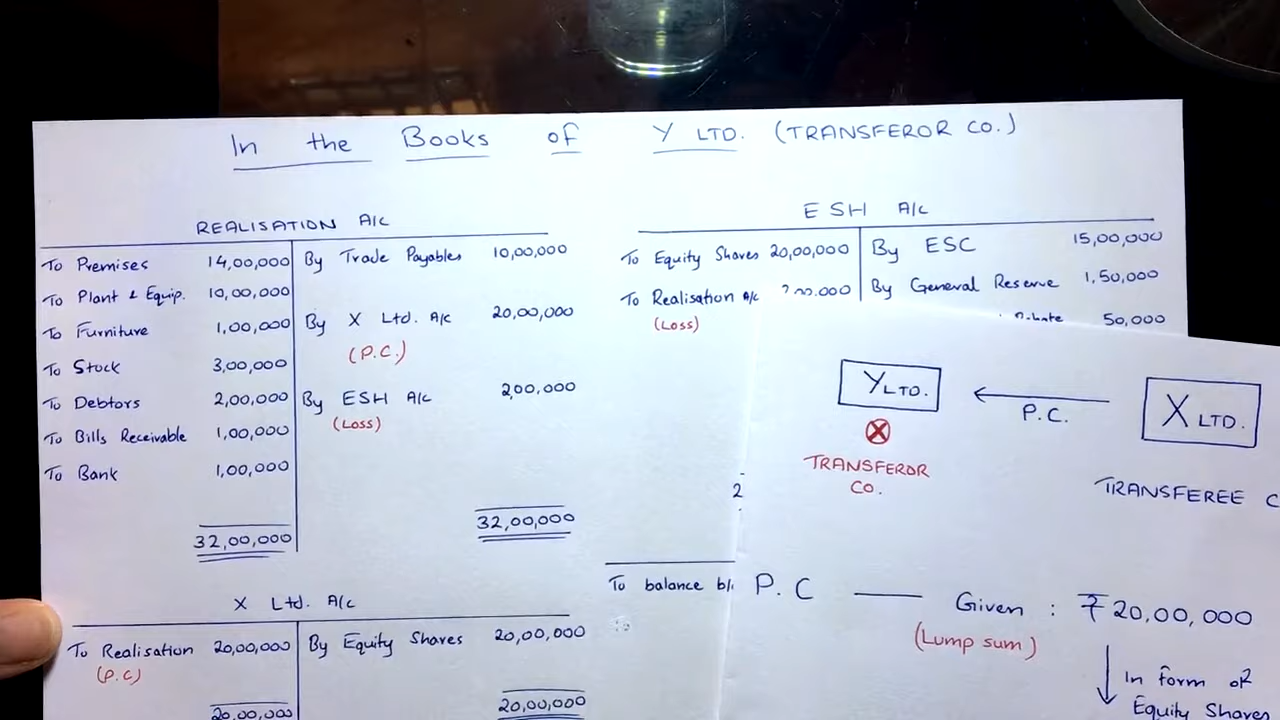 In the Books of Y LTD. (TRANSFEROR CO.)
REALISATION A/c
To Premises 14,00,000 By Trade Payables 10,00,000
To Plant & Equip. 10,00,000
To Furniture 1,00,000 By X Ltd. A/c 20,00,000
(P.C.)
To Stock 3,00,000
To Debtors 2,00,000 By ESH A/c 2,00,000
(Loss)
To Bills Receivable 1,00,000
To Bank 1,00,000
32,00,000 32,00,000
X Ltd. A/c
To Realisation 20,00,000 By Equity Shares 20,00,000
(P.C)
20,00,000 20,00,000
ESH A/c
To Equity Shares 20,00,000 By ESC 15,00,000
To Realisation A/c By General Reserve 1,50,000
(Loss)
50,000
2
To balance b/
Y LTD.
P.C.
X LTD.
TRANSFEROR
CO.
TRANSFEREE C
P.C — Given : ₹ 20,00,000
(Lump sum)
In form of
Equity Shares